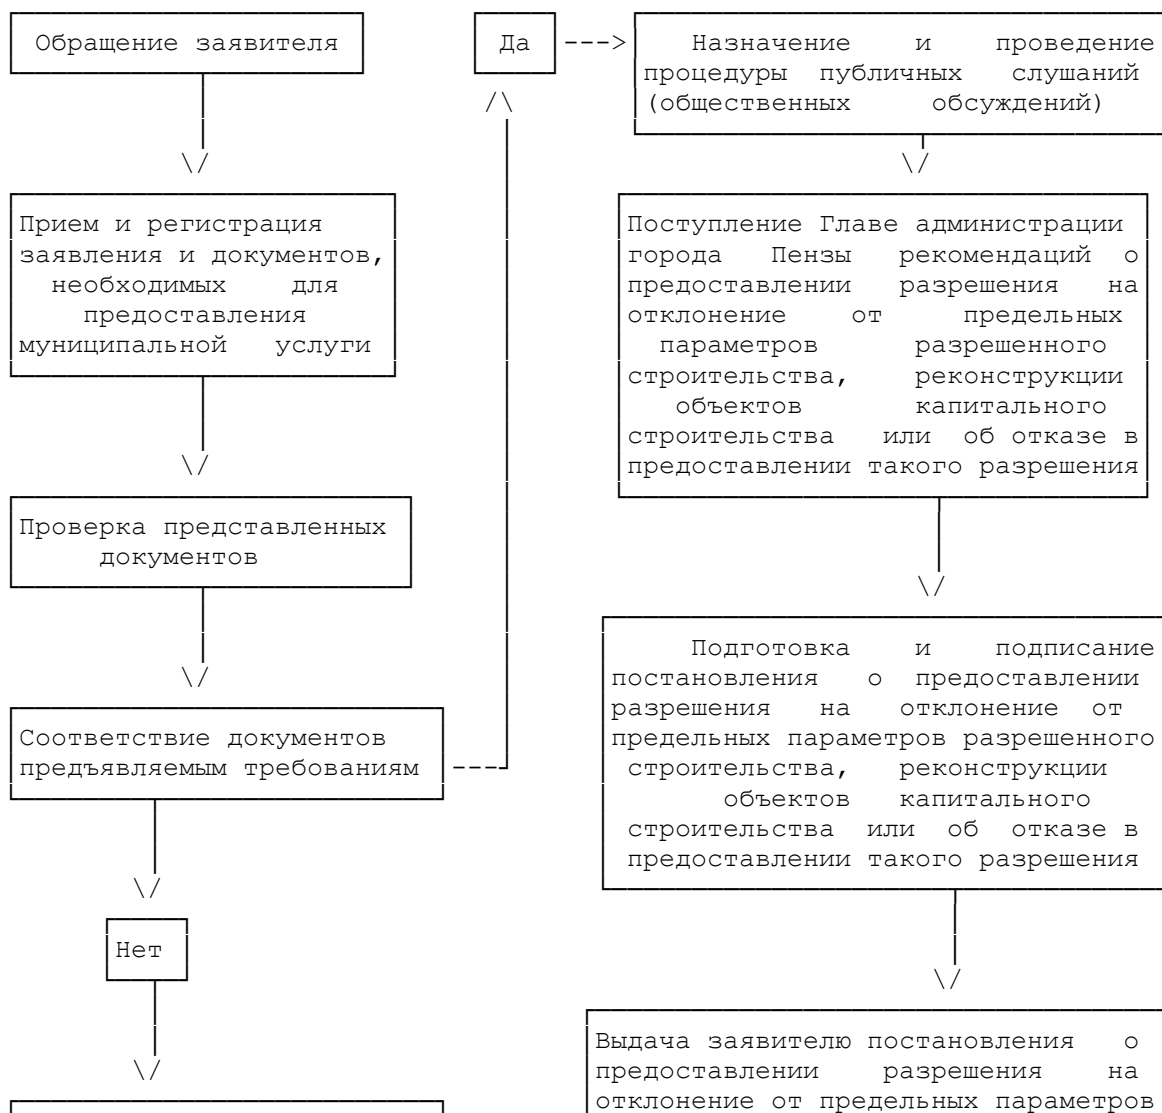 Обращение заявителя
Прием и регистрация
заявления и документов,
необходимых для
предоставления
муниципальной услуги
Проверка представленных
документов
Соответствие документов
предъявляемым требованиям
Нет
Да
Назначение и проведение
процедуры публичных слушаний
(общественных обсуждений)
Поступление Главе администрации
города Пензы рекомендаций о
предоставлении разрешения на
отклонение от предельных
параметров разрешенного
строительства, реконструкции
объектов капитального
строительства или об отказе в
предоставлении такого разрешения
Подготовка и подписание
постановления о предоставлении
разрешения на отклонение от
предельных параметров разрешенного
строительства, реконструкции
объектов капитального
строительства или об отказе в
предоставлении такого разрешения
Выдача заявителю постановления о
предоставлении разрешения на
отклонение от предельных параметров